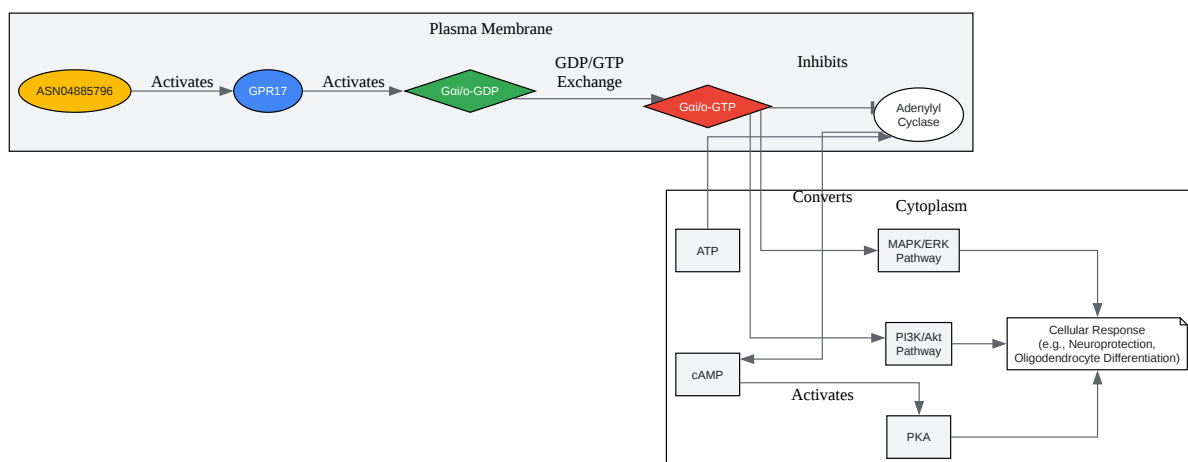 Plasma Membrane
ASN04885796
Activates
GPR17
Activates
Gαi/o-GDP
GDP/GTP
Exchange
Gαi/o-GTP
Inhibits
Adenylyl
Cyclase
Converts
Cytoplasm
ATP
MAPK/ERK
Pathway
PI3K/Akt
Pathway
Cellular Response
(e.g., Neuroprotection,
Oligodendrocyte Differentiation)
cAMP
Activates
PKA